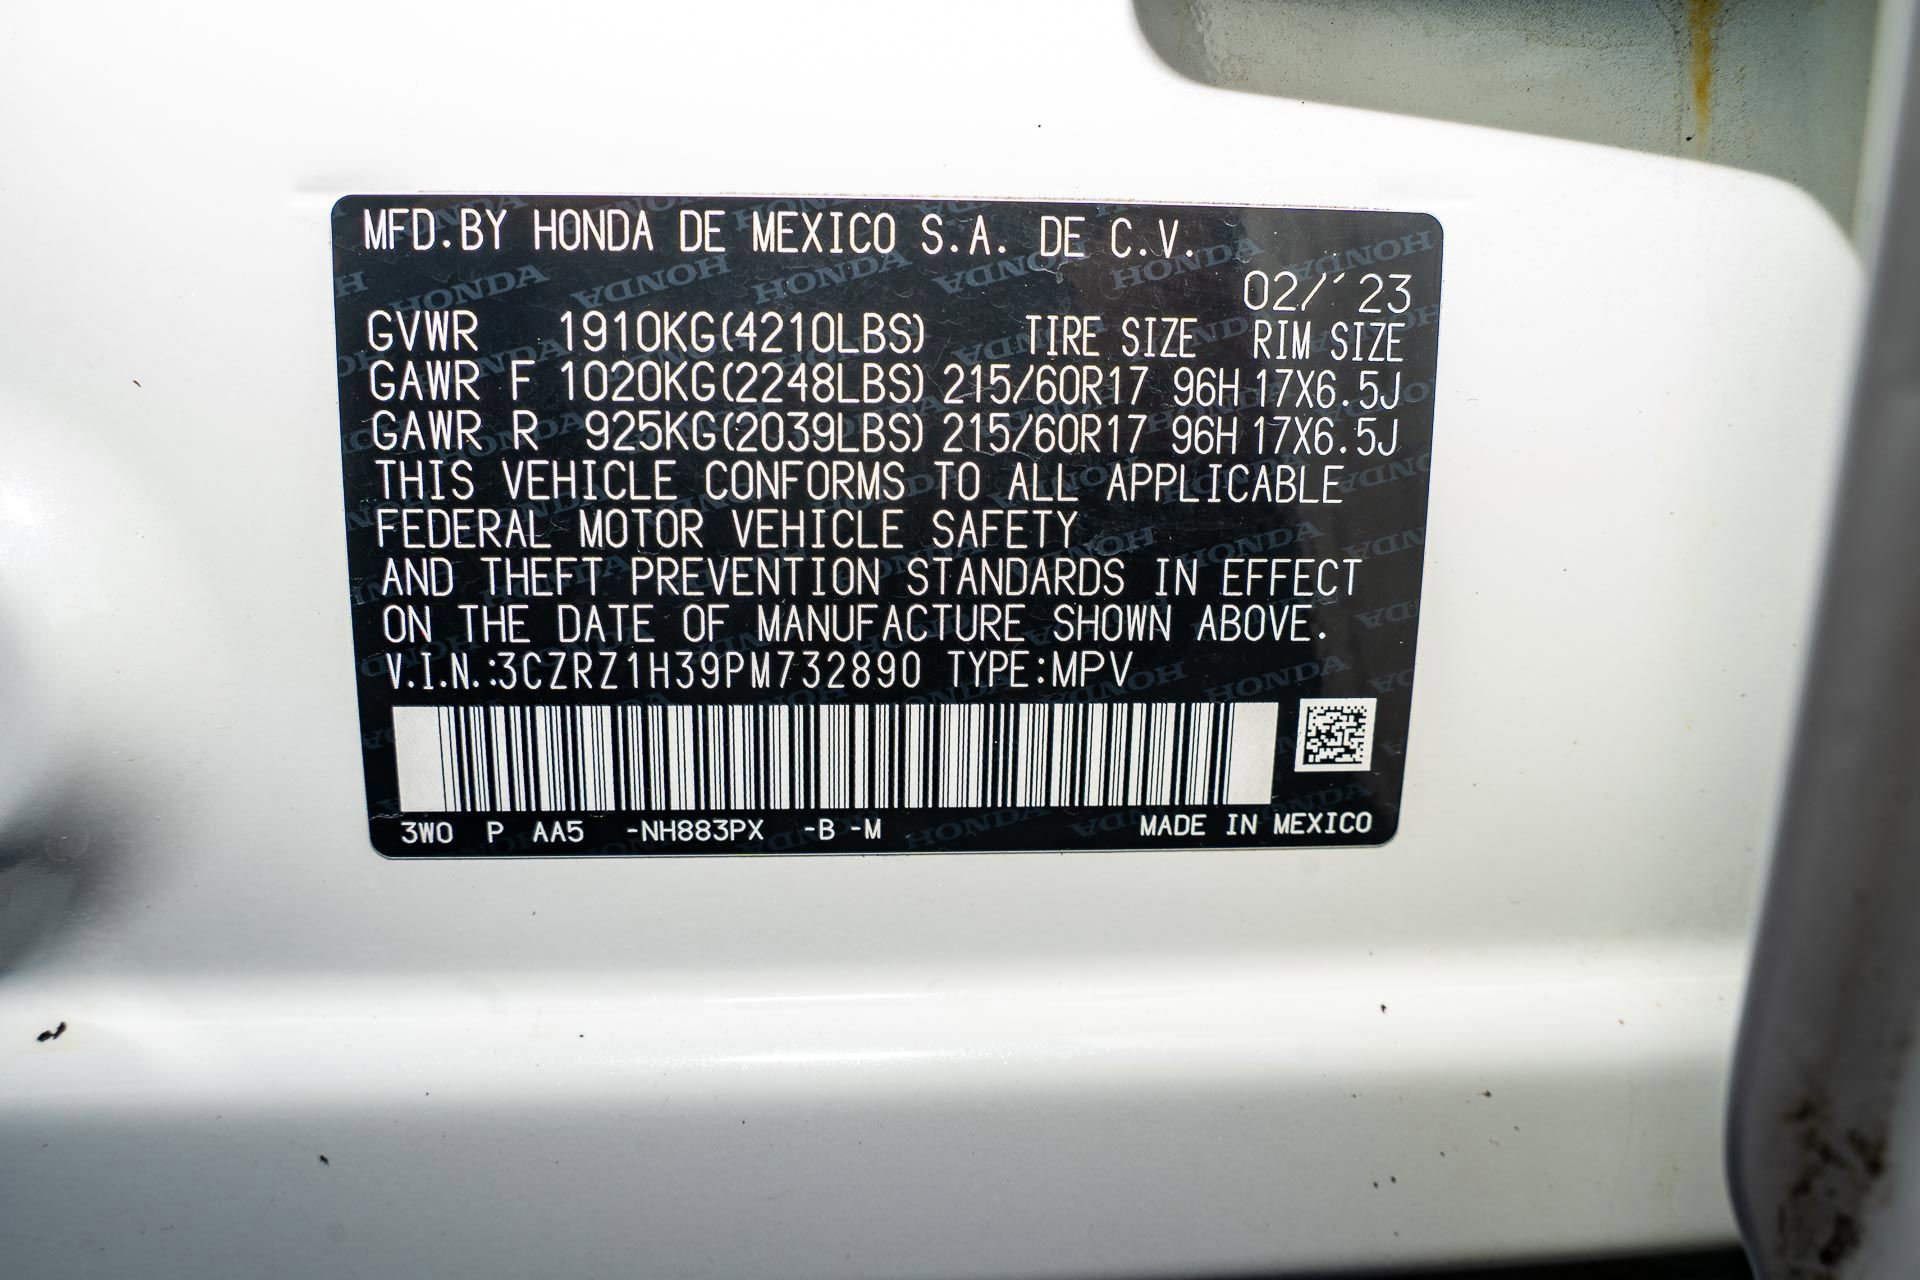 MFD.BY HONDA DE MEXICO S.A. DE C.V.
02/'23
GVWR 1910KG(4210LBS) TIRE SIZE RIM SIZE
GAWR F 1020KG(2248LBS) 215/60R17 96H 17X6.5J
GAWR R 925KG(2039LBS) 215/60R17 96H 17X6.5J
THIS VEHICLE CONFORMS TO ALL APPLICABLE
FEDERAL MOTOR VEHICLE SAFETY
AND THEFT PREVENTION STANDARDS IN EFFECT
ON THE DATE OF MANUFACTURE SHOWN ABOVE.
V.I.N.:3CZRZ1H39PM732890 TYPE:MPV
3W0 P AA5 -NH883PX -B -M MADE IN MEXICO